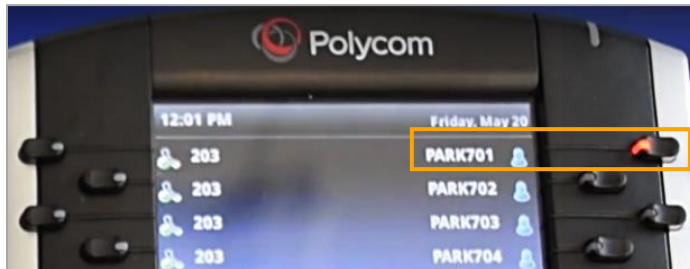 Polycom
12:01 PM Friday, May 20
203 PARK701
203 PARK702
203 PARK703
203 PARK704